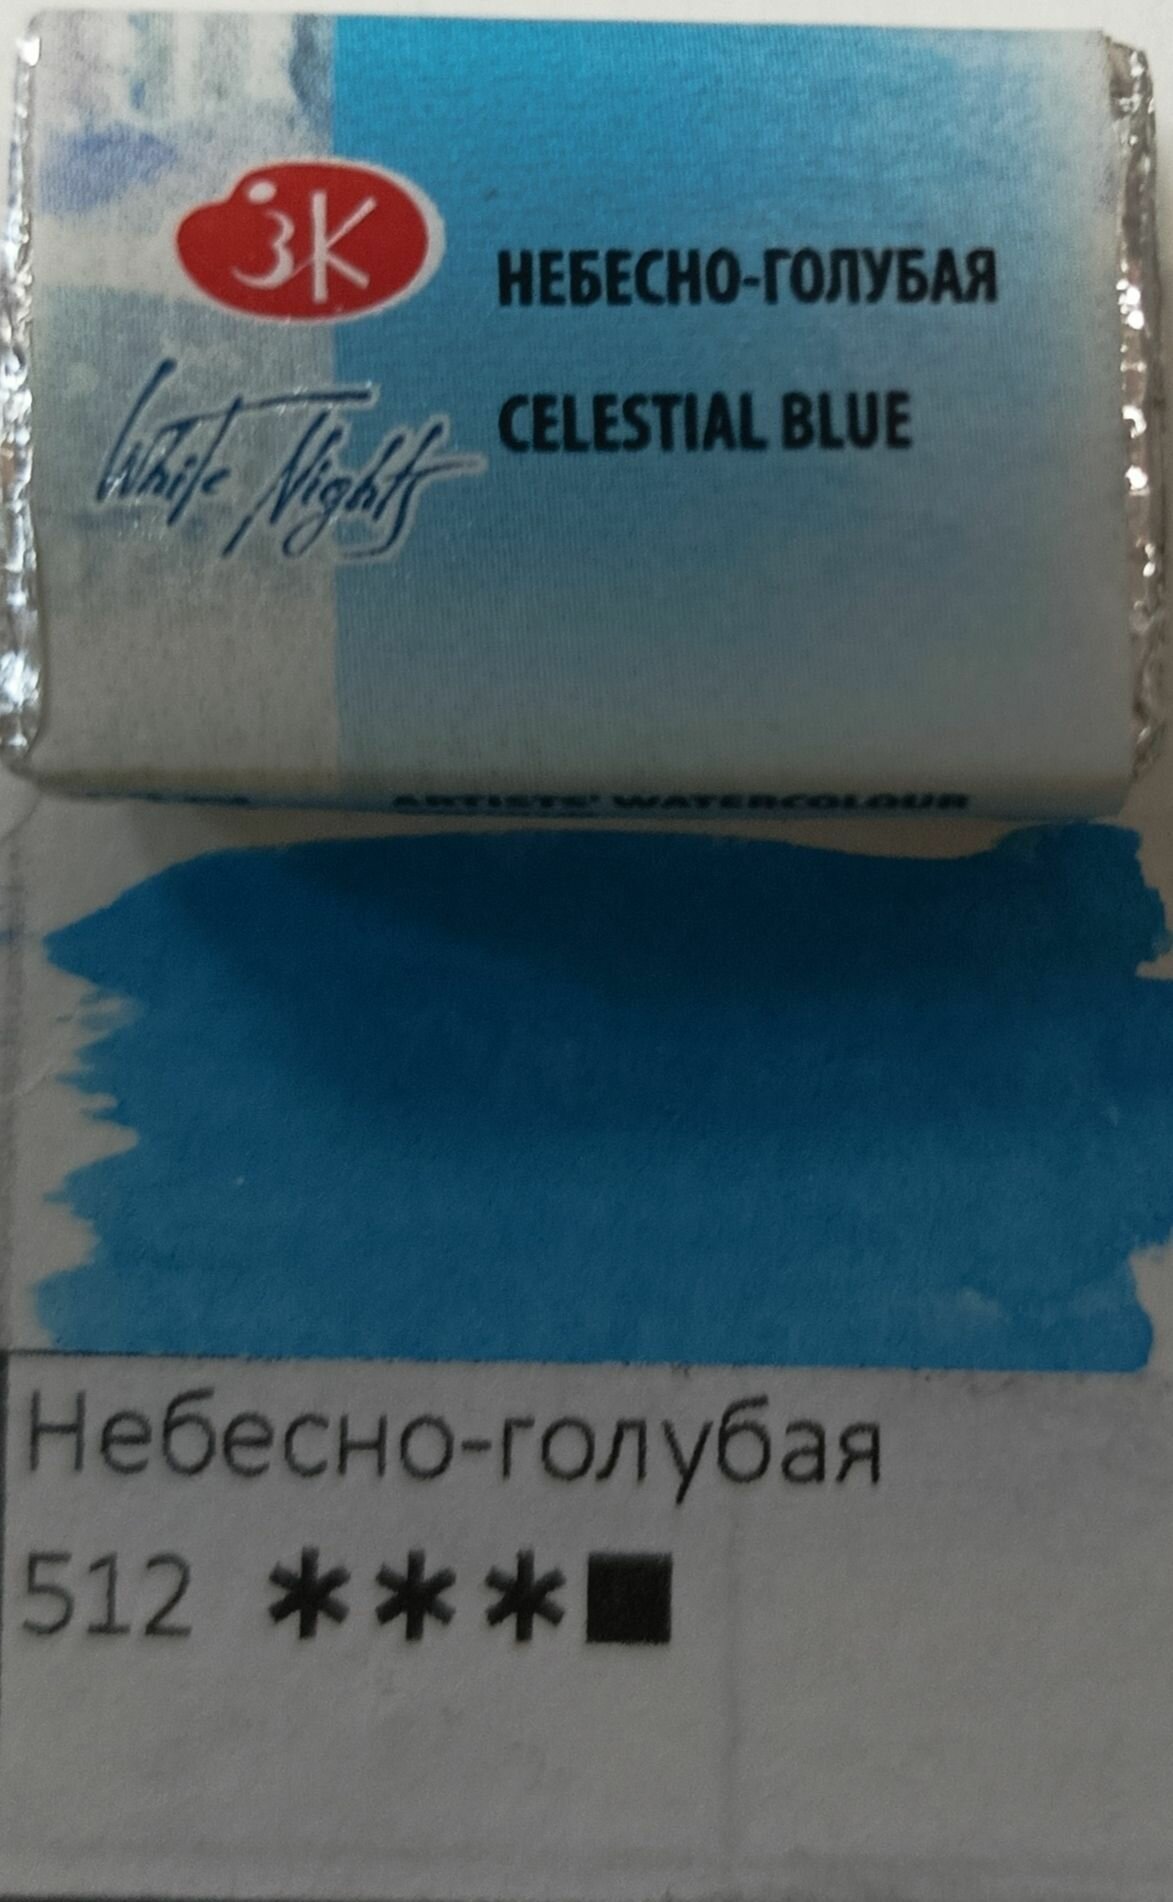 ЗК
НЕБЕСНО-ГОЛУБАЯ
White Nights
CELESTIAL BLUE
ARTISTS' WATERCOLOUR
Небесно-голубая
512 ***■